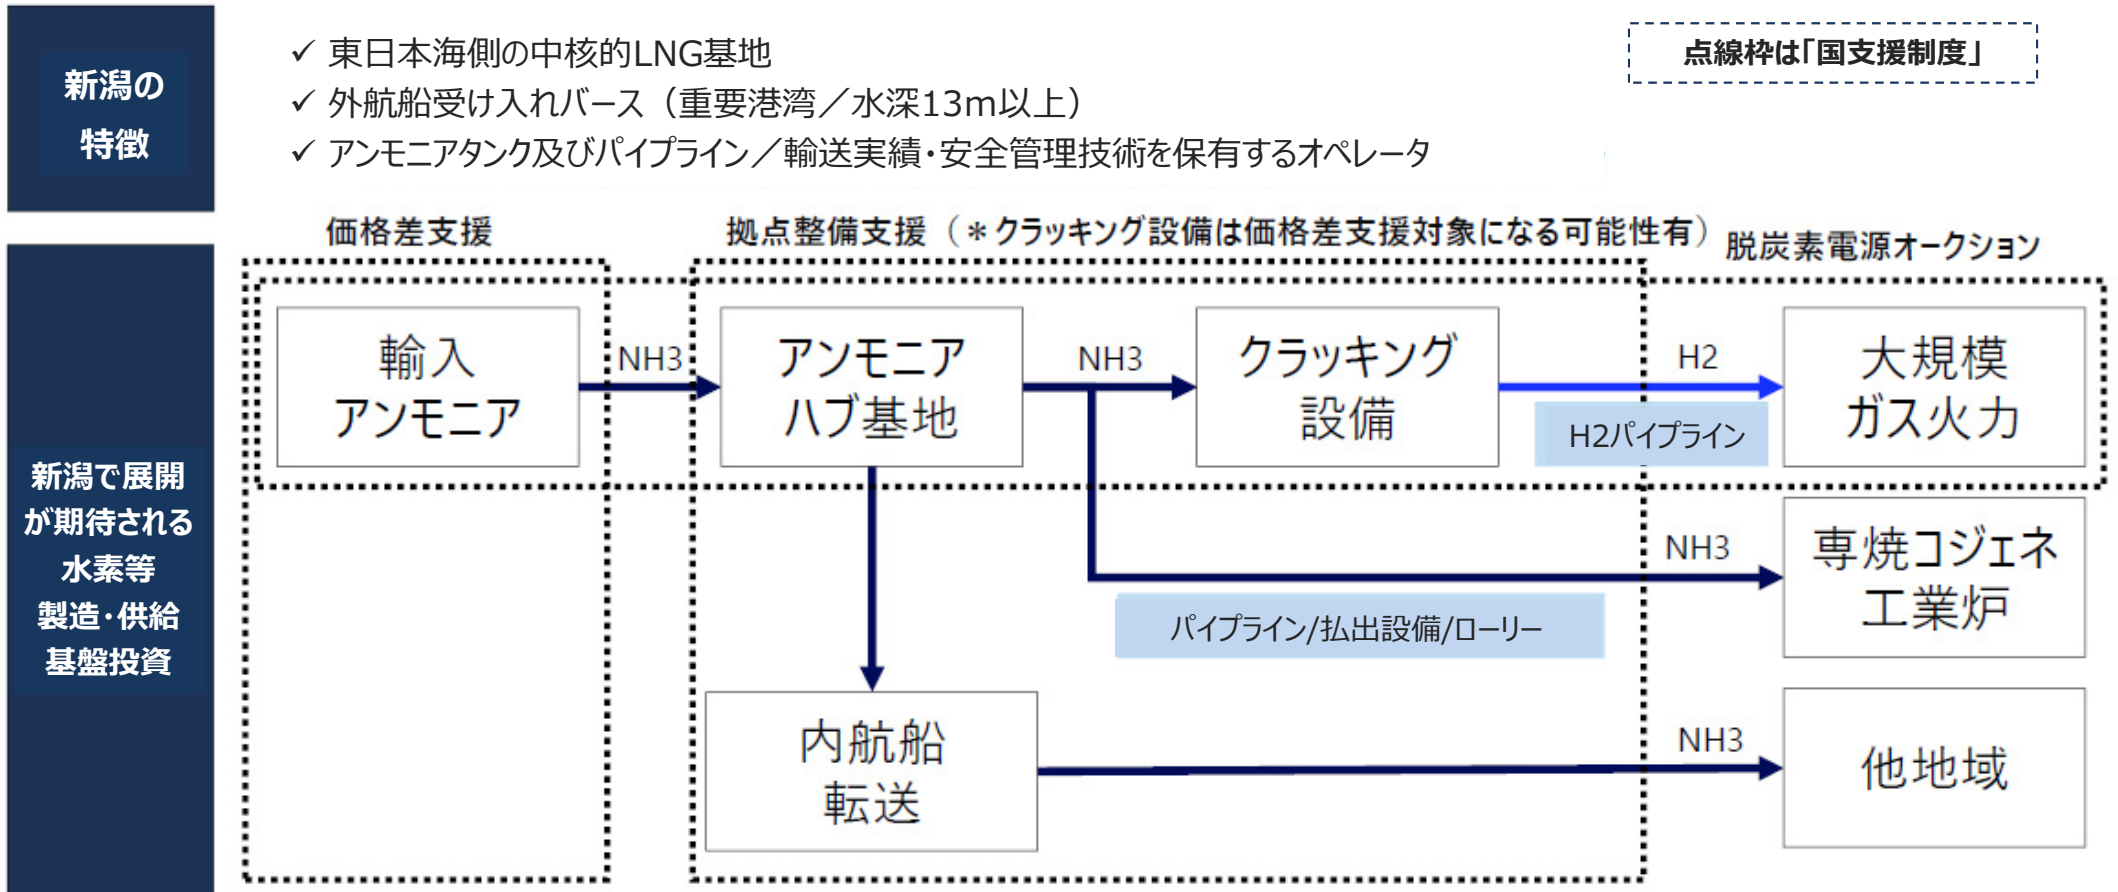 新潟の
特徴
✓ 東日本海側の中核的LNG基地
✓ 外航船受け入れバース（重要港湾／水深13m以上）
✓ アンモニアタンク及びパイプライン／輸送実績・安全管理技術を保有するオペレータ
点線枠は「国支援制度」
価格差支援
拠点整備支援（＊クラッキング設備は価格差支援対象になる可能性有）
脱炭素電源オークション
新潟で展開
が期待される
水素等
製造・供給
基盤投資
輸入
アンモニア
NH3
アンモニア
ハブ基地
NH3
クラッキング
設備
H2
H2パイプライン
大規模
ガス火力
NH3
専焼コジェネ
工業炉
パイプライン/払出設備/ローリー
内航船
転送
NH3
他地域